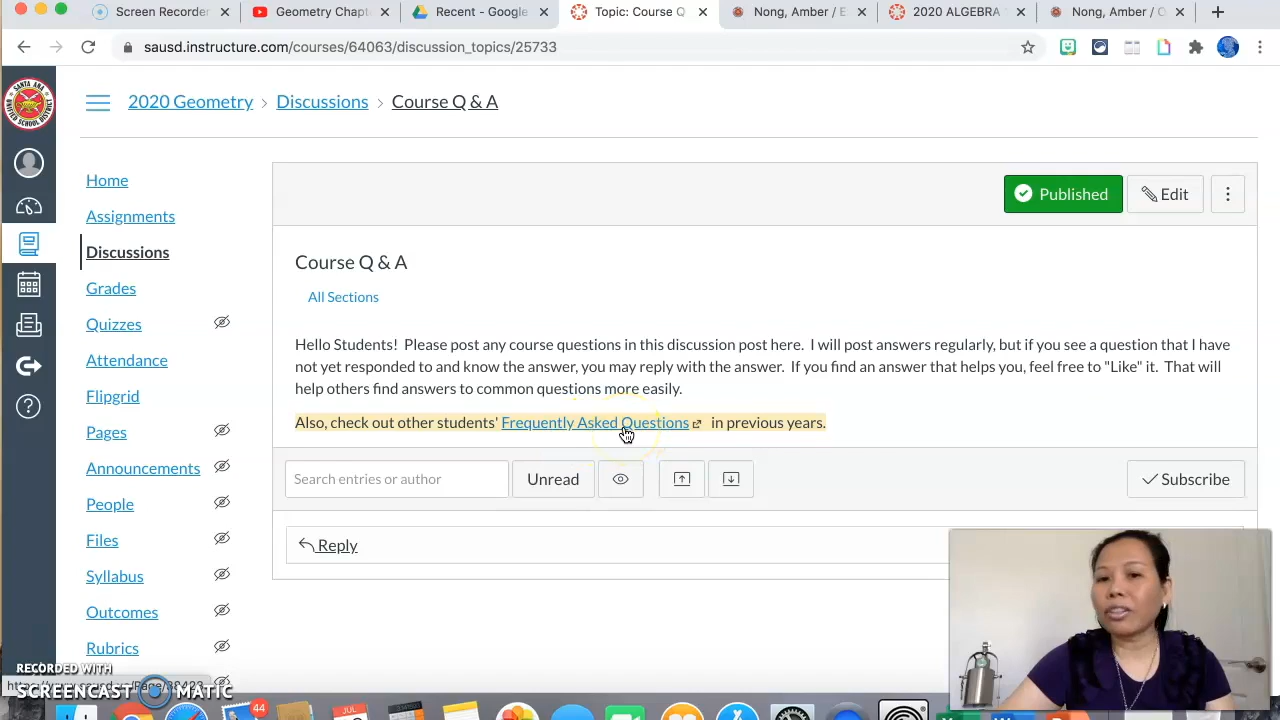 Screen Recorder
Geometry Chapt
Recent - Google
Topic: Course Q
Nong, Amber / E
2020 ALGEBRA
Nong, Amber / C
sausd.instructure.com/courses/64063/discussion_topics/25733
SANTA ANA
UNIFIED SCHOOL DISTRICT
2020 Geometry > Discussions > Course Q & A
Home
Assignments
Discussions
Grades
Quizzes
Attendance
Flipgrid
Pages
Announcements
People
Files
Syllabus
Outcomes
Rubrics
Published
Edit
Course Q & A
All Sections
Hello Students! Please post any course questions in this discussion post here. I will post answers regularly, but if you see a question that I have
not yet responded to and know the answer, you may reply with the answer. If you find an answer that helps you, feel free to "Like" it. That will
help others find answers to common questions more easily.
Also, check out other students' Frequently Asked Questions in previous years.
Search entries or author
Unread
Subscribe
Reply
RECORDED WITH
SCREENCAST MATIC
44
JUL